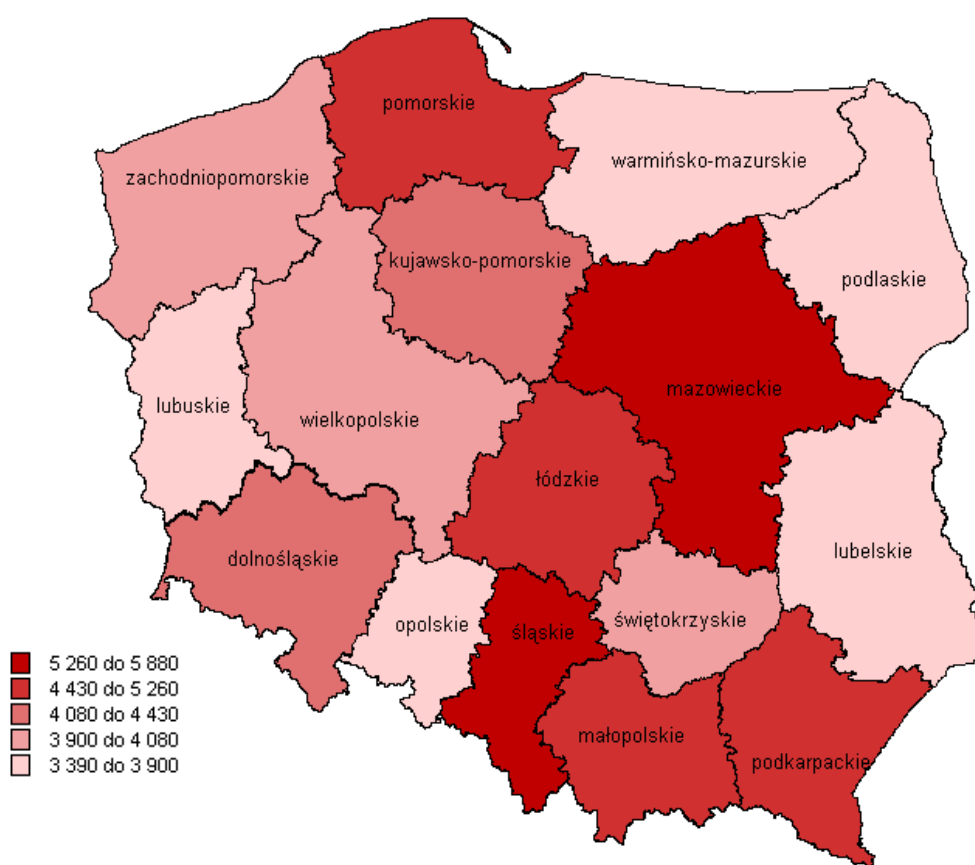 pomorskie
warmińsko-mazurskie
zachodniopomorskie
kujawsko-pomorskie
podlaskie
mazowieckie
lubuskie
wielkopolskie
łódzkie
dolnośląskie
lubelskie
opolskie
śląskie
świętokrzyskie
małopolskie
podkarpackie
5 260 do 5 880
4 430 do 5 260
4 080 do 4 430
3 900 do 4 080
3 390 do 3 900